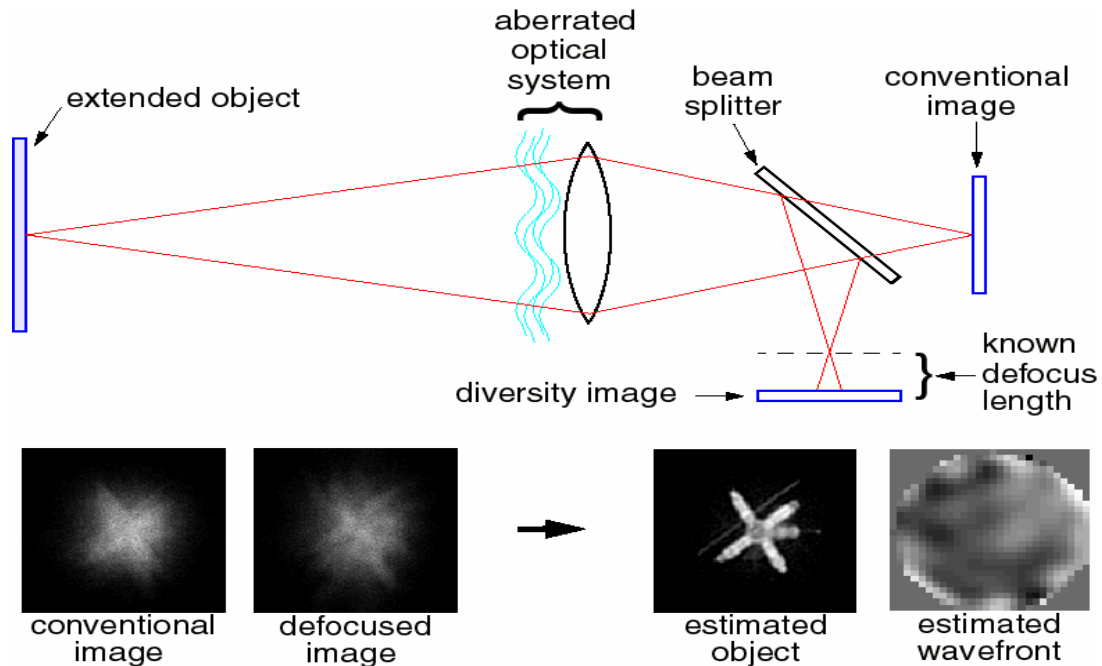 aberrated
optical
system
extended object
beam
splitter
conventional
image
diversity image
known
defocus
length
conventional
image
defocused
image
estimated
object
estimated
wavefront